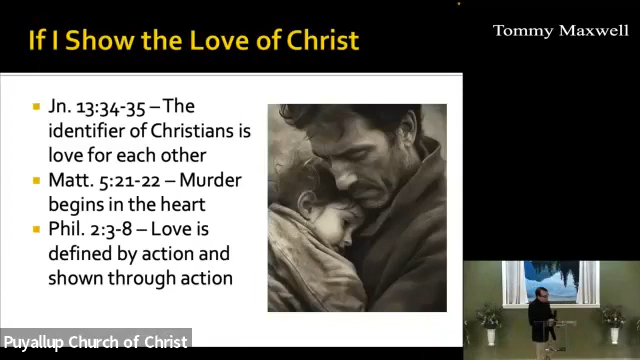 If I Show the Love of Christ
Tommy Maxwell
Jn. 13:34-35 – The
identifier of Christians is
love for each other
Matt. 5:21-22 – Murder
begins in the heart
Phil. 2:3-8 – Love is
defined by action and
shown through action
Puyallup Church of Christ